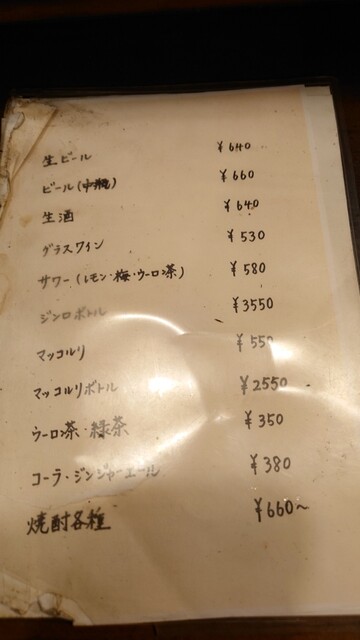 生ビール ¥640
ビール(中瓶) ¥660
生酒 ¥640
グラスワイン ¥530
サワー(レモン・梅・ウーロン茶) ¥580
ジンロボトル ¥3550
マッコルリ ¥550
マッコルリボトル ¥2550
ウーロン茶・緑茶 ¥350
コーラ・ジンジャーエール ¥380
焼酎各種 ¥660～